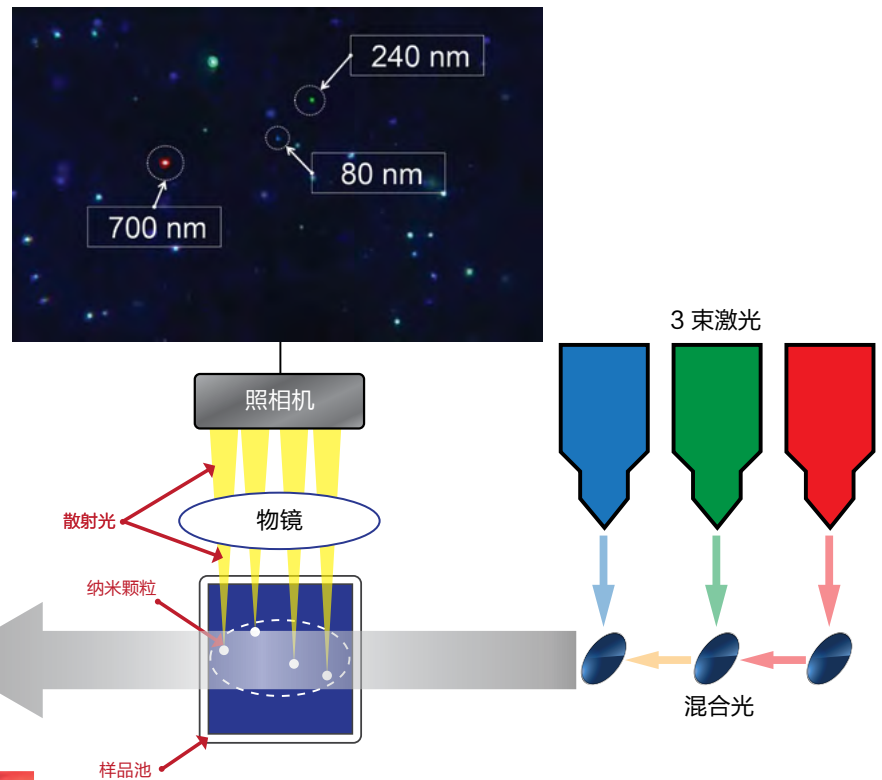 240 nm
80 nm
700 nm
3 束激光
照相机
散射光
物镜
纳米颗粒
混合光
样品池